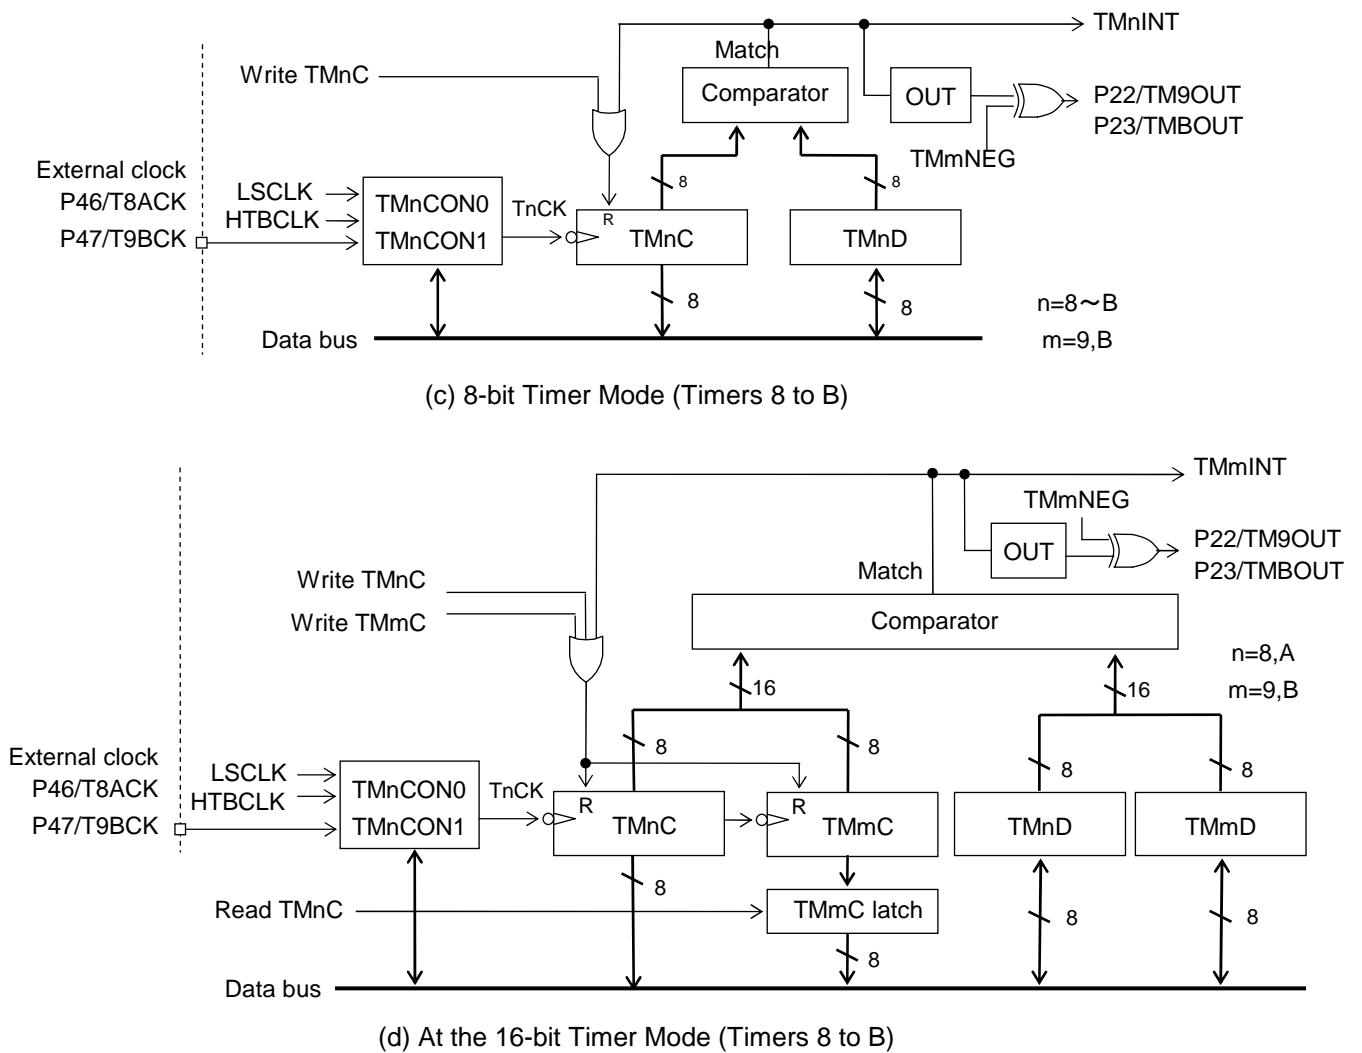 TMnINT
Match
Write TMnC
Comparator
OUT
P22/TM9OUT
P23/TMBOUT
TMmNEG
External clock
P46/T8ACK
P47/T9BCK
LSCLK
HTBCLK
TMnCON0
TMnCON1
TnCK
R
TMnC
8
8
TMnD
8
8
n=8～B
m=9,B
Data bus
(c) 8-bit Timer Mode (Timers 8 to B)
TMmINT
TMmNEG
OUT
P22/TM9OUT
P23/TMBOUT
Match
Write TMnC
Write TMmC
Comparator
n=8,A
m=9,B
16
16
8
8
8
8
External clock
P46/T8ACK
P47/T9BCK
LSCLK
HTBCLK
TMnCON0
TMnCON1
TnCK
R
TMnC
R
TMmC
TMnD
TMmD
8
Read TMnC
TMmC latch
8
8
8
Data bus
(d) At the 16-bit Timer Mode (Timers 8 to B)